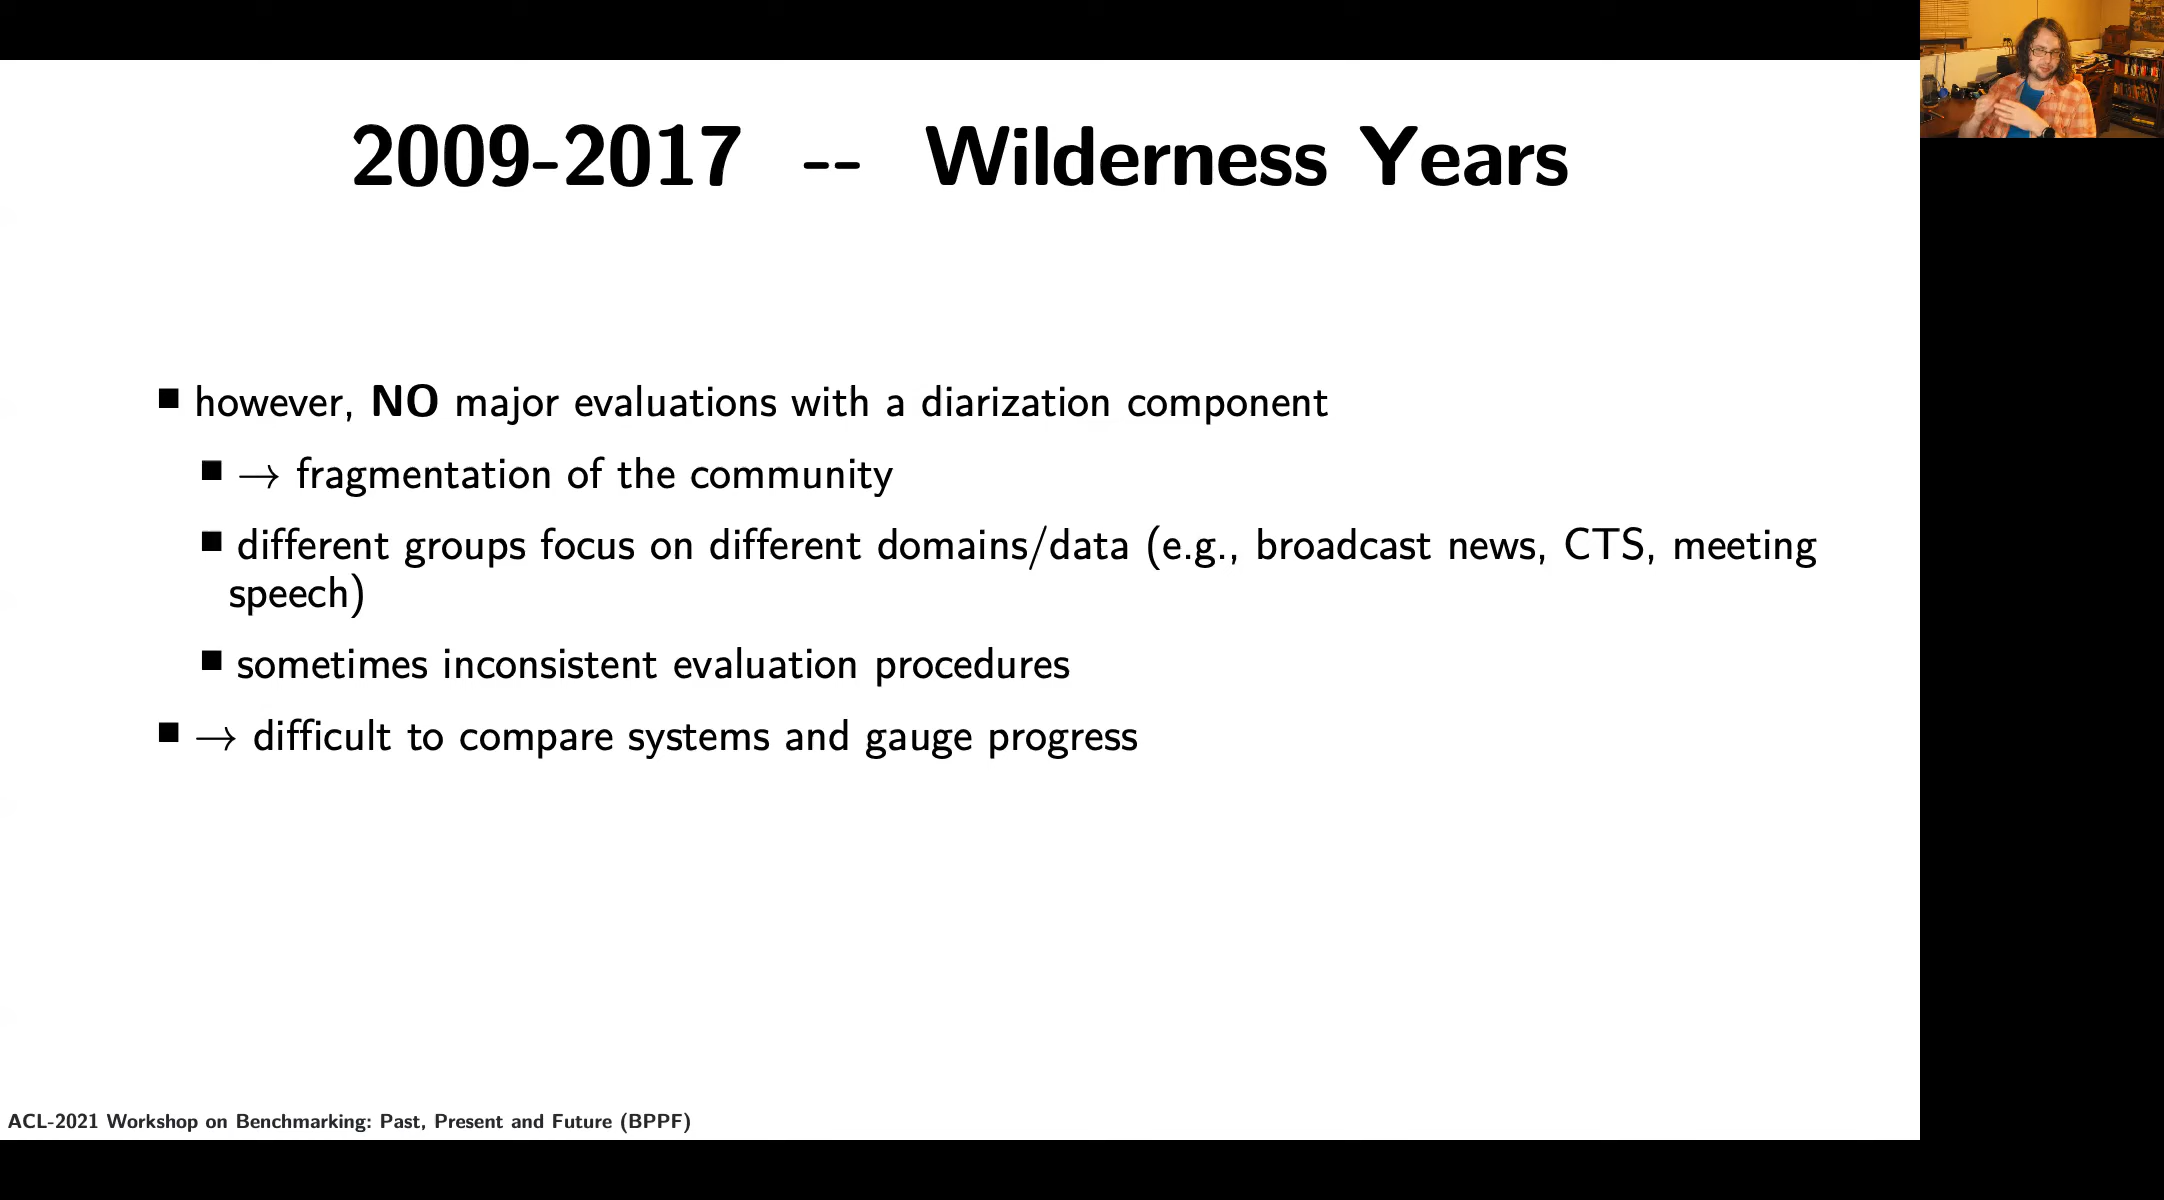 2009-2017 -- Wilderness Years
■ however, NO major evaluations with a diarization component
■ → fragmentation of the community
■ different groups focus on different domains/data (e.g., broadcast news, CTS, meeting
speech)
■ sometimes inconsistent evaluation procedures
■ → difficult to compare systems and gauge progress
ACL-2021 Workshop on Benchmarking: Past, Present and Future (BPPF)